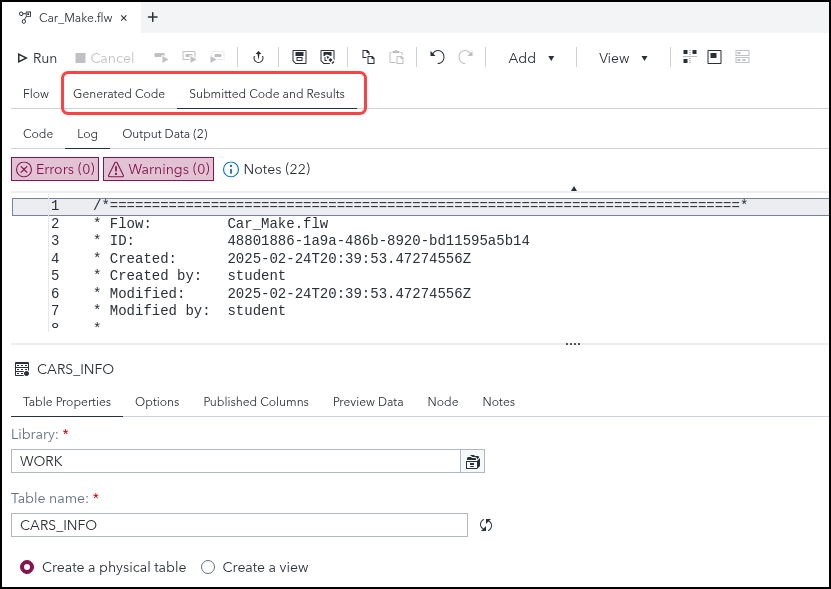 Car_Make.flw × +
Run Cancel Add View
Flow Generated Code Submitted Code and Results
Code Log Output Data (2)
Errors (0) Warnings (0) Notes (22)
1 /*===========================================================================*
2 * Flow: Car_Make.flw
3 * ID: 48801886-1a9a-486b-8920-bd11595a5b14
4 * Created: 2025-02-24T20:39:53.47274556Z
5 * Created by: student
6 * Modified: 2025-02-24T20:39:53.47274556Z
7 * Modified by: student
8 *
CARS_INFO
Table Properties Options Published Columns Preview Data Node Notes
Library: *
WORK
Table name: *
CARS_INFO
Create a physical table Create a view